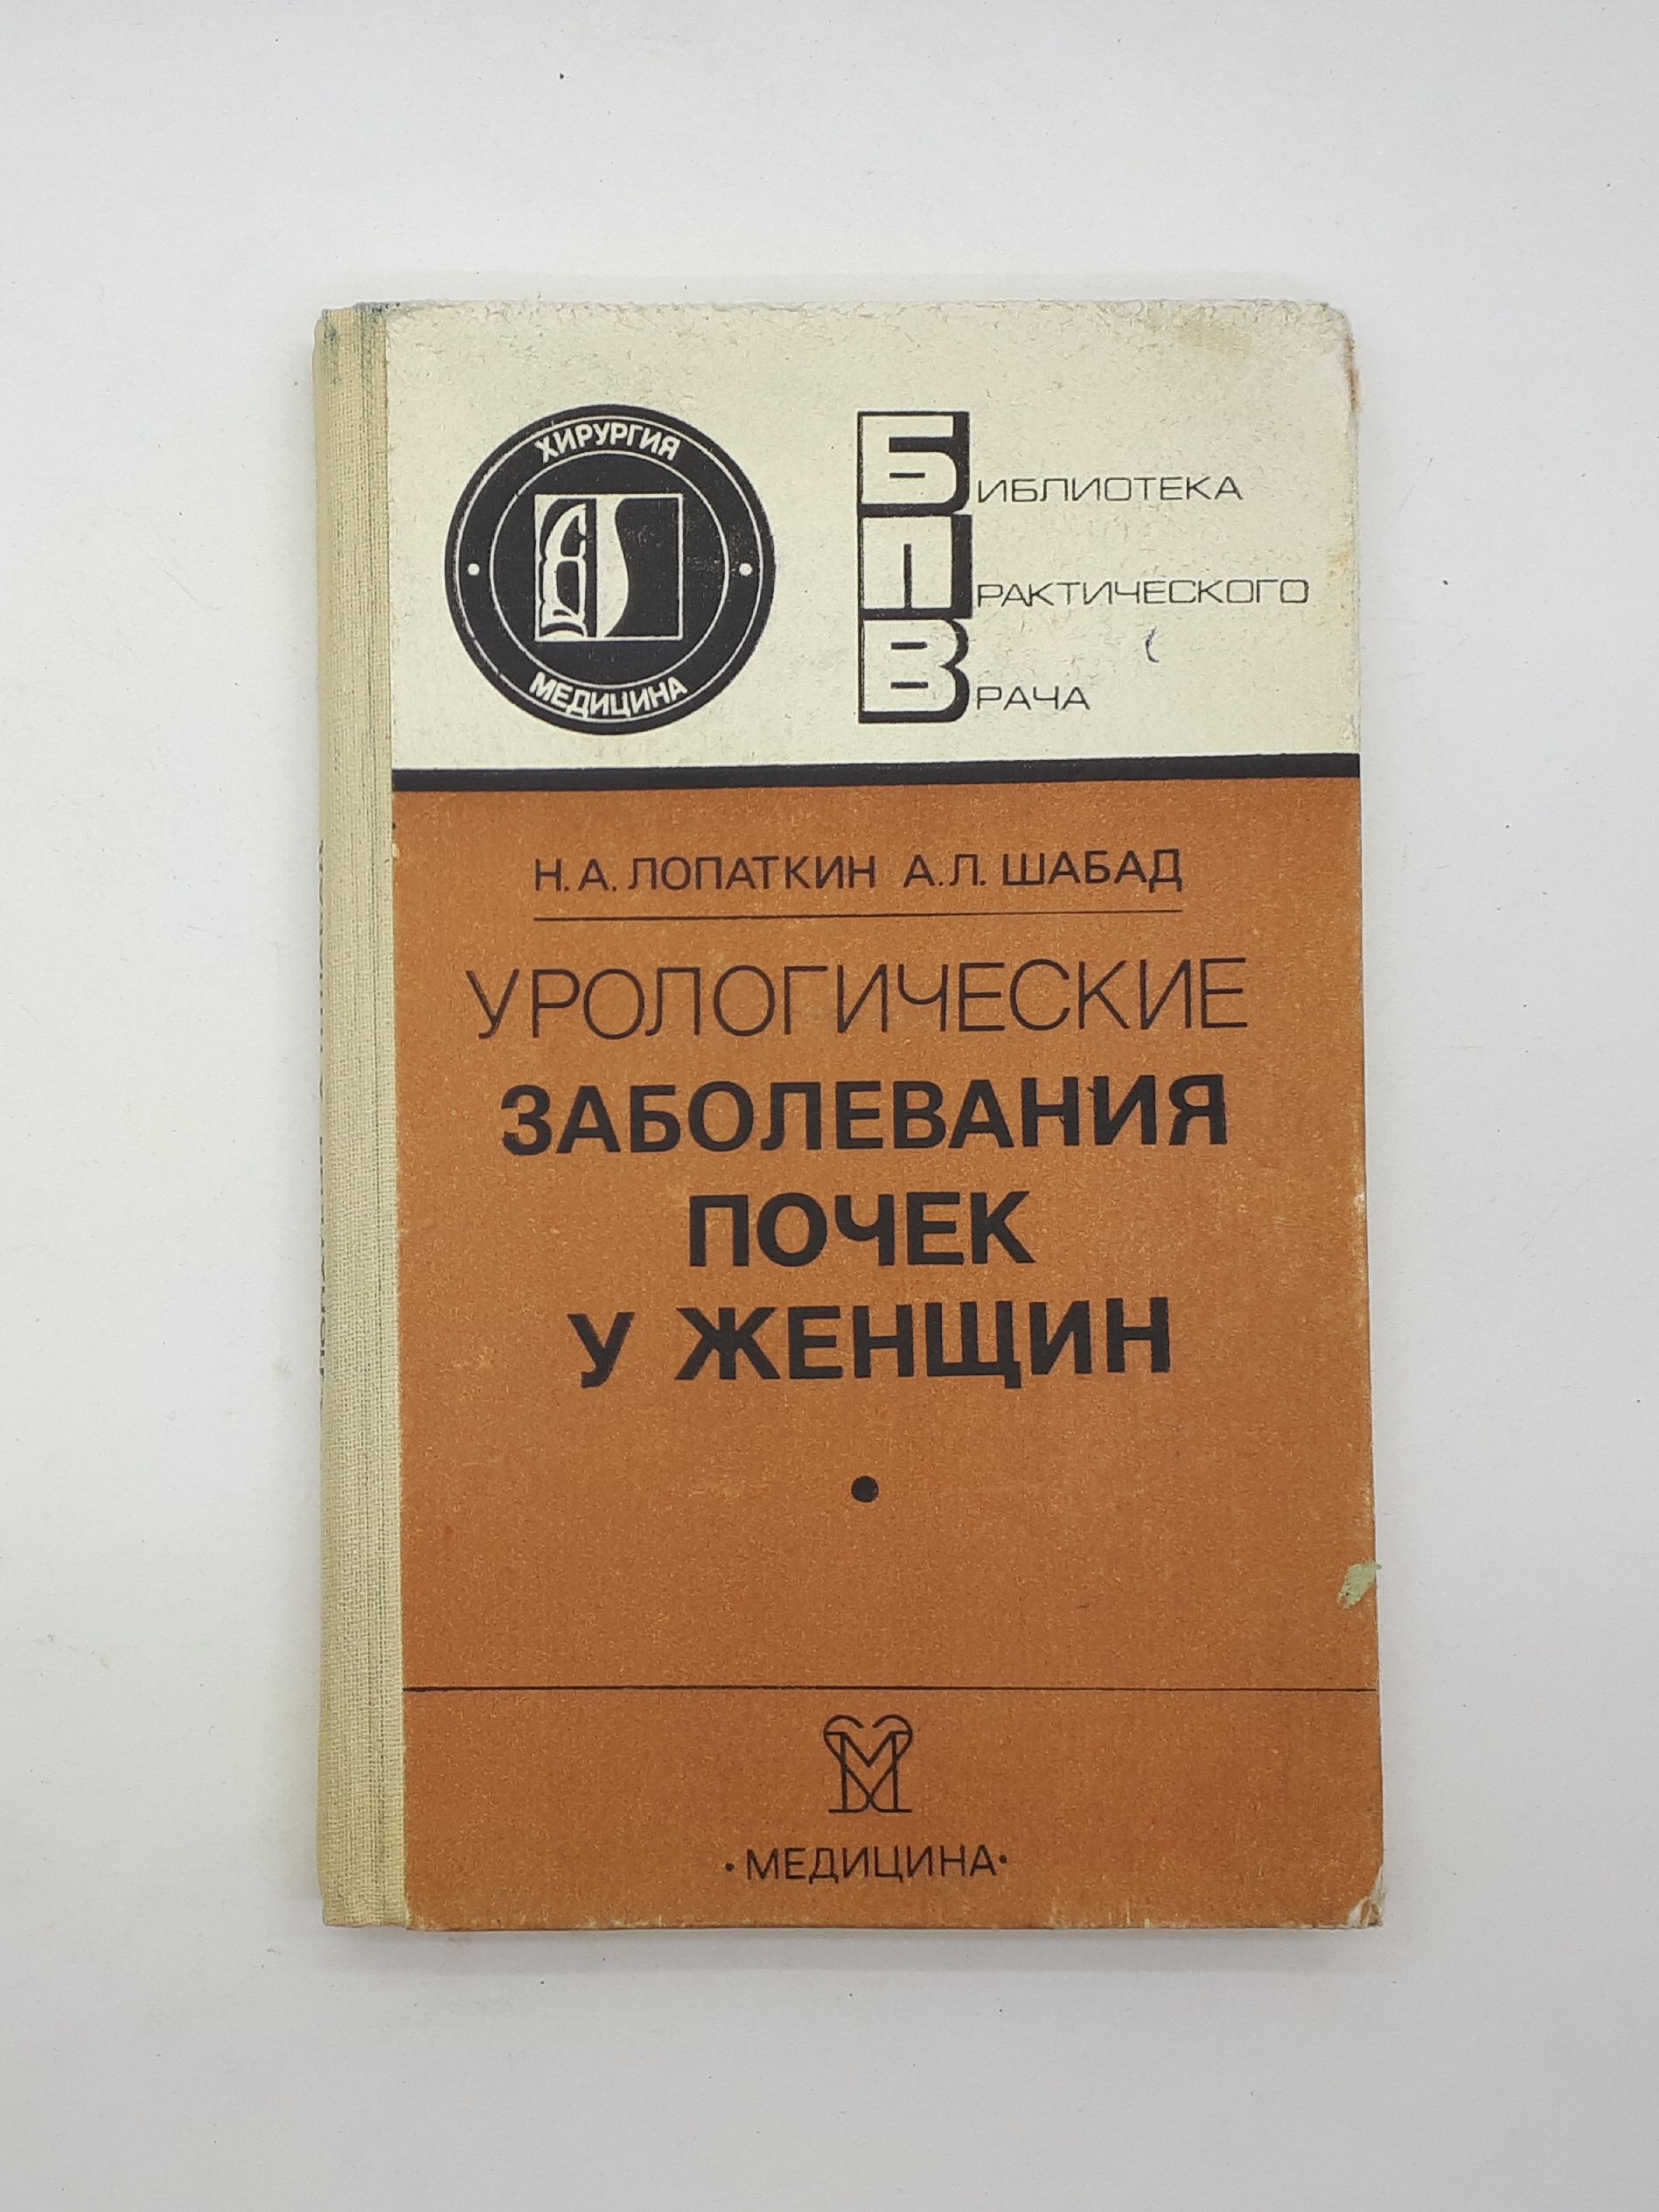 ХИРУРГИЯ
МЕДИЦИНА
БИБЛИОТЕКА
ПРАКТИЧЕСКОГО
ВРАЧА
Н.А. ЛОПАТКИН А.Л. ШАБАД
УРОЛОГИЧЕСКИЕ
ЗАБОЛЕВАНИЯ
ПОЧЕК
У ЖЕНЩИН
•МЕДИЦИНА•